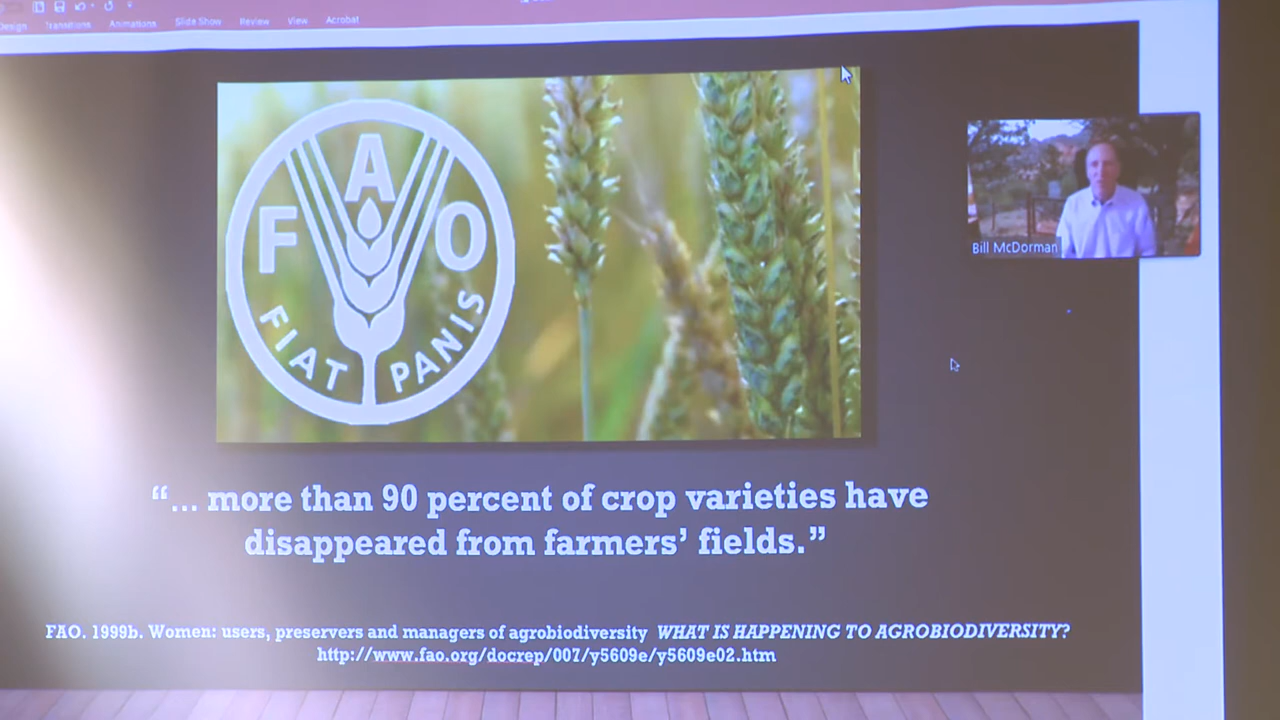 Design Transitions Animations Slide Show Review View Acrobat
F A O
FIAT PANIS
Bill McDorman
“... more than 90 percent of crop varieties have
disappeared from farmers’ fields.”
FAO. 1999b. Women: users, preservers and managers of agrobiodiversity WHAT IS HAPPENING TO AGROBIODIVERSITY?
http://www.fao.org/docrep/007/y5609e/y5609e02.htm